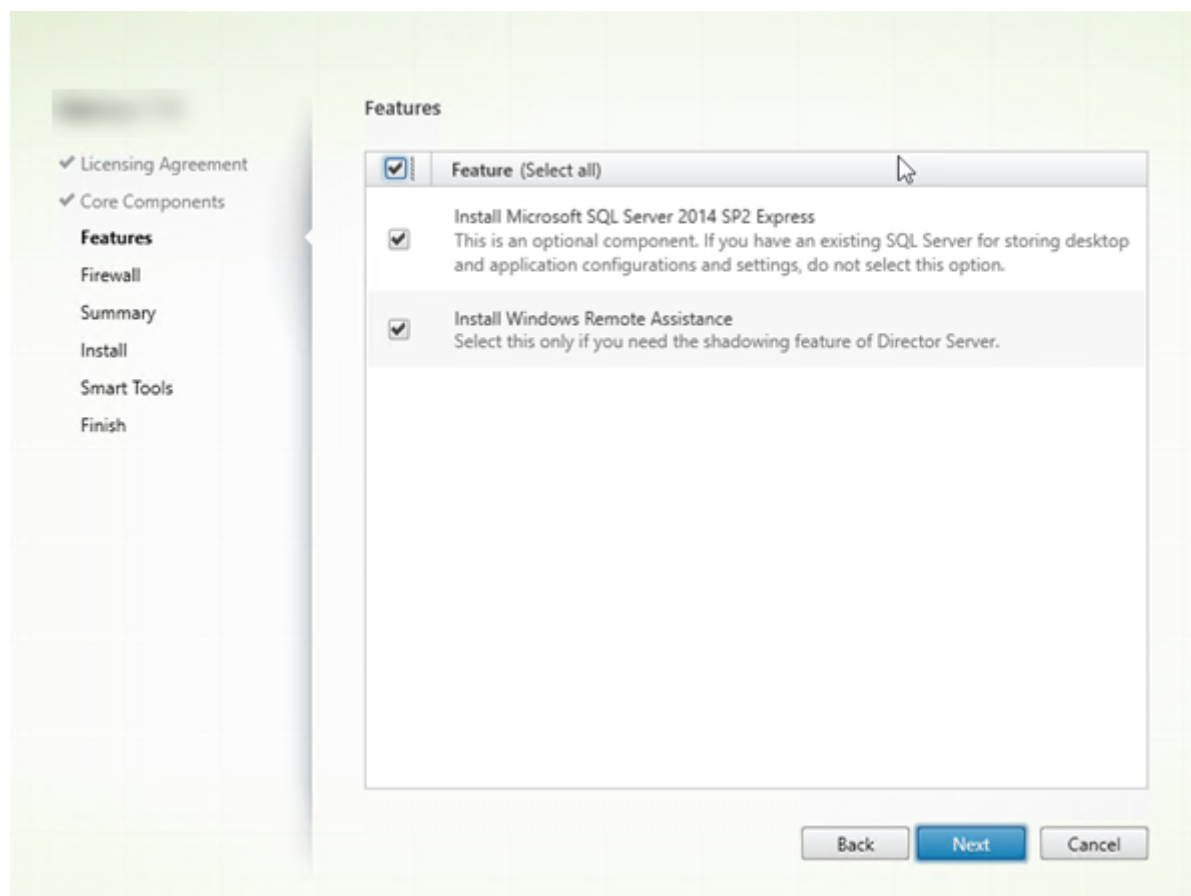 Features
Licensing Agreement
Core Components
Features
Firewall
Summary
Install
Smart Tools
Finish
Feature (Select all)
Install Microsoft SQL Server 2014 SP2 Express
This is an optional component. If you have an existing SQL Server for storing desktop
and application configurations and settings, do not select this option.
Install Windows Remote Assistance
Select this only if you need the shadowing feature of Director Server.
Back
Next
Cancel